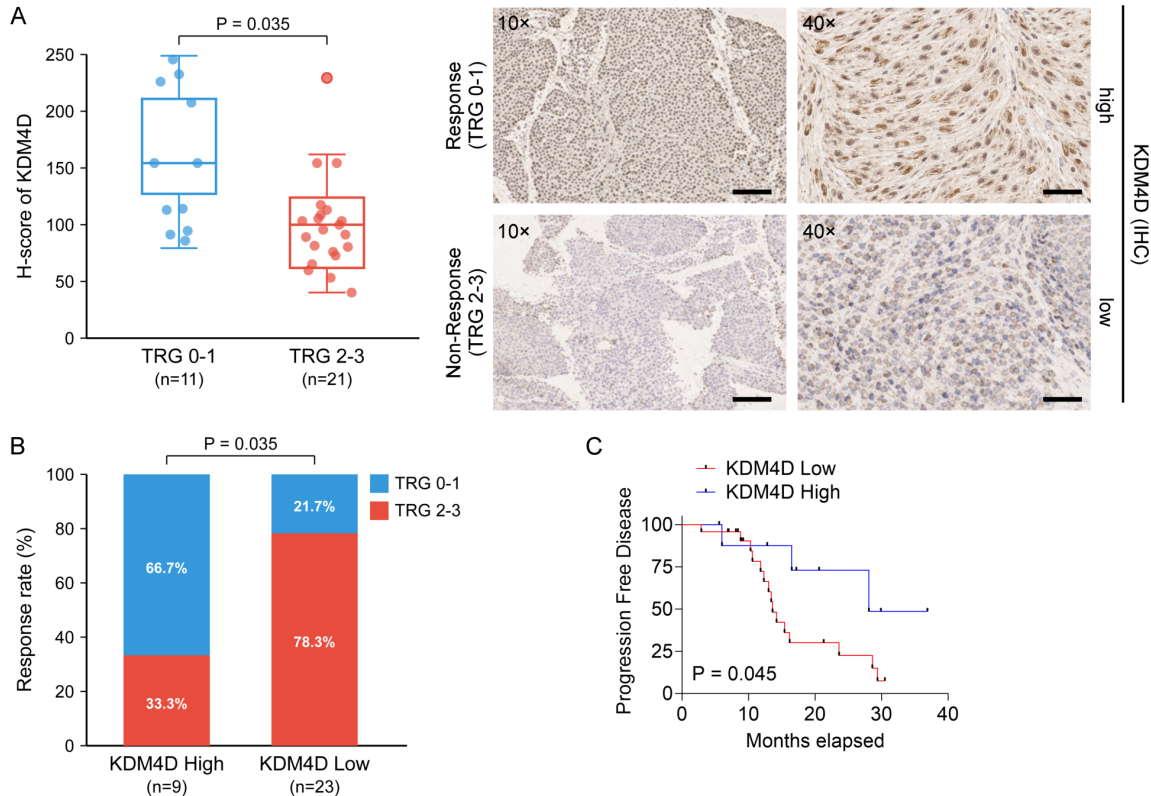 A
P = 0.035
H-score of KDM4D
250
200
150
100
50
0
TRG 0-1
(n=11)
TRG 2-3
(n=21)
Response
(TRG 0-1)
10×
40×
high
Non-Response
(TRG 2-3)
10×
40×
low
KDM4D (IHC)
B
P = 0.035
Response rate (%)
100
80
60
40
20
0
66.7%
33.3%
21.7%
78.3%
TRG 0-1
TRG 2-3
KDM4D High
(n=9)
KDM4D Low
(n=23)
C
KDM4D Low
KDM4D High
Progression Free Disease
100
75
50
25
0
P = 0.045
0
10
20
30
40
Months elapsed